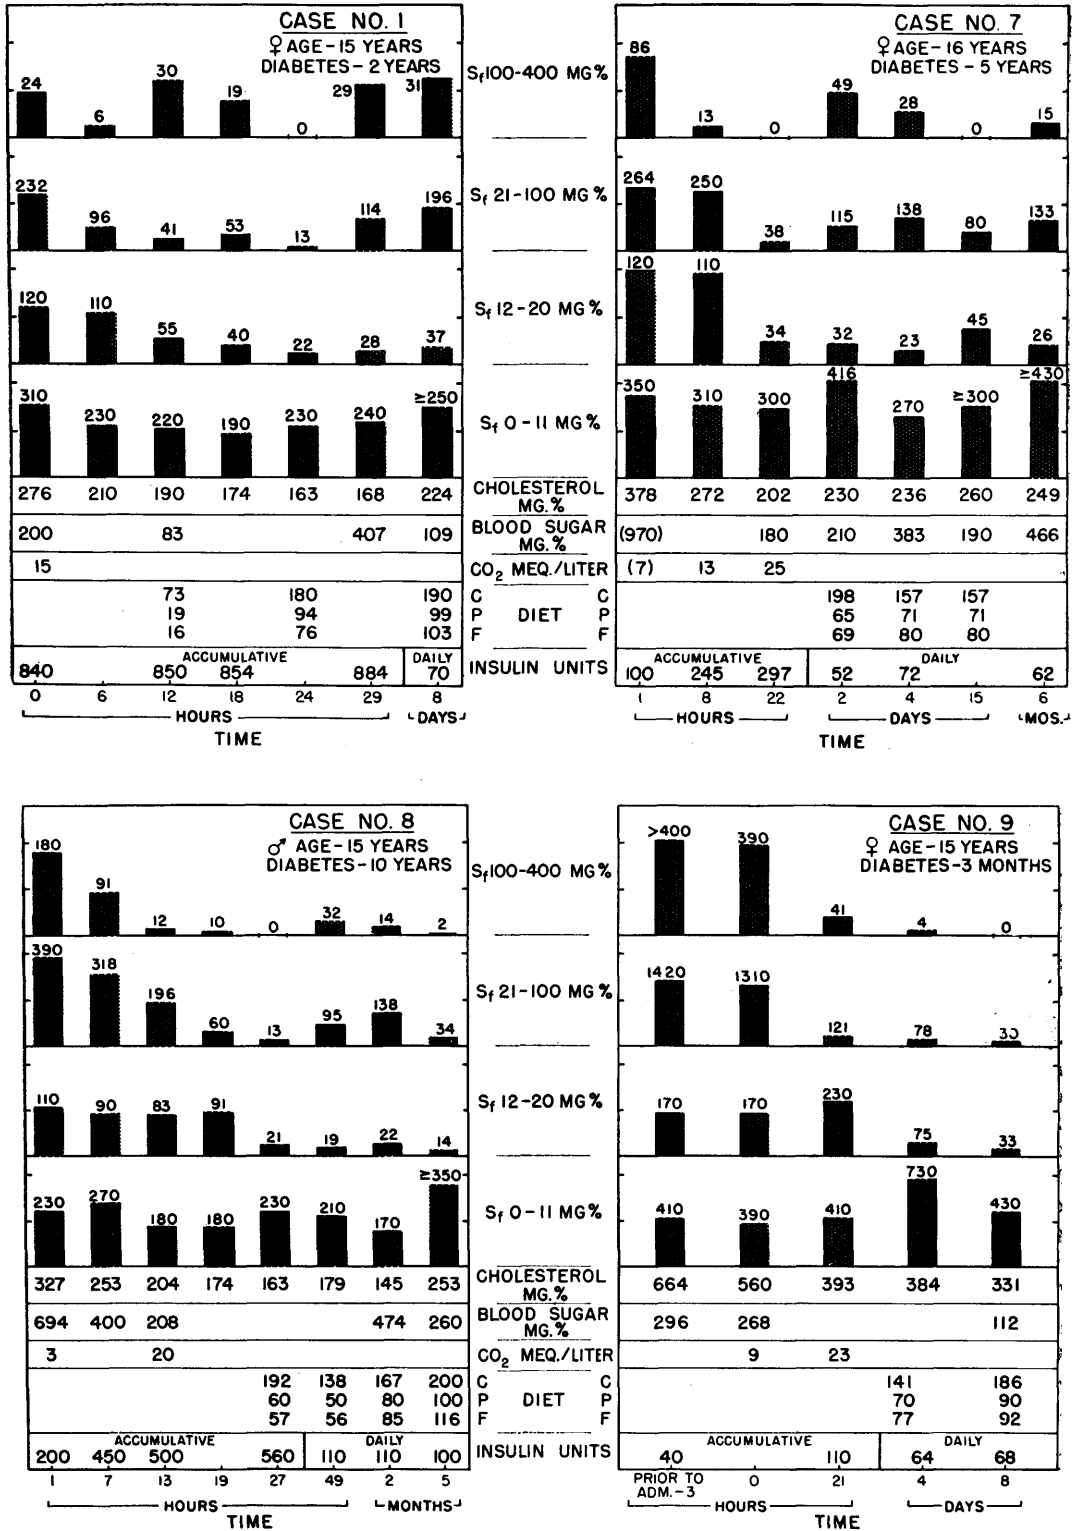 CASE NO. 1
♀ AGE-15 YEARS
DIABETES-2 YEARS
24 6 30 19 0 29 31
232 96 41 53 13 114 196
120 110 55 40 22 28 37
310 230 220 190 230 240 ≥250
276 210 190 174 163 168 224
200 83 407 109
15
73 180 190
19 94 99
16 76 103
ACCUMULATIVE DAILY
840 850 854 884 70
0 6 12 18 24 29 8
HOURS DAYS
TIME
Sf 100-400 MG%
Sf 21-100 MG%
Sf 12-20 MG%
Sf 0-11 MG%
CHOLESTEROL
MG.%
BLOOD SUGAR
MG.%
CO2 MEQ./LITER
C C
P DIET P
F F
INSULIN UNITS
CASE NO. 7
♀ AGE-16 YEARS
DIABETES-5 YEARS
86 13 0 49 28 0 15
264 250 38 115 138 80 133
120 110 34 32 23 45 26
350 310 300 416 270 ≥300 ≥430
378 272 202 230 236 260 249
(970) 180 210 383 190 466
(7) 13 25
198 157 157
65 71 71
69 80 80
ACCUMULATIVE DAILY
100 245 297 52 72 62
1 8 22 2 4 15 6
HOURS DAYS MOS.
TIME
CASE NO. 8
♂ AGE-15 YEARS
DIABETES-10 YEARS
180 91 12 10 0 32 14 2
390 318 196 60 13 95 138 34
110 90 83 91 21 19 22 14
230 270 180 180 230 210 170 ≥350
327 253 204 174 163 179 145 253
694 400 208 474 260
3 20
192 138 167 200
60 50 80 100
57 56 85 116
ACCUMULATIVE DAILY
200 450 500 560 110 110 100
1 7 13 19 27 49 2 5
HOURS MONTHS
TIME
Sf 100-400 MG%
Sf 21-100 MG%
Sf 12-20 MG%
Sf 0-11 MG%
CHOLESTEROL
MG.%
BLOOD SUGAR
MG.%
CO2 MEQ./LITER
C C
P DIET P
F F
INSULIN UNITS
CASE NO. 9
♀ AGE-15 YEARS
DIABETES-3 MONTHS
>400 390 41 4 0
1420 1310 121 78
170 170 230 75 33
410 390 410 730 430
664 560 393 384 331
296 268 112
9 23
141 186
70 90
77 92
ACCUMULATIVE DAILY
40 110 64 68
PRIOR TO 0 21 4 8
ADM.-3
HOURS DAYS
TIME